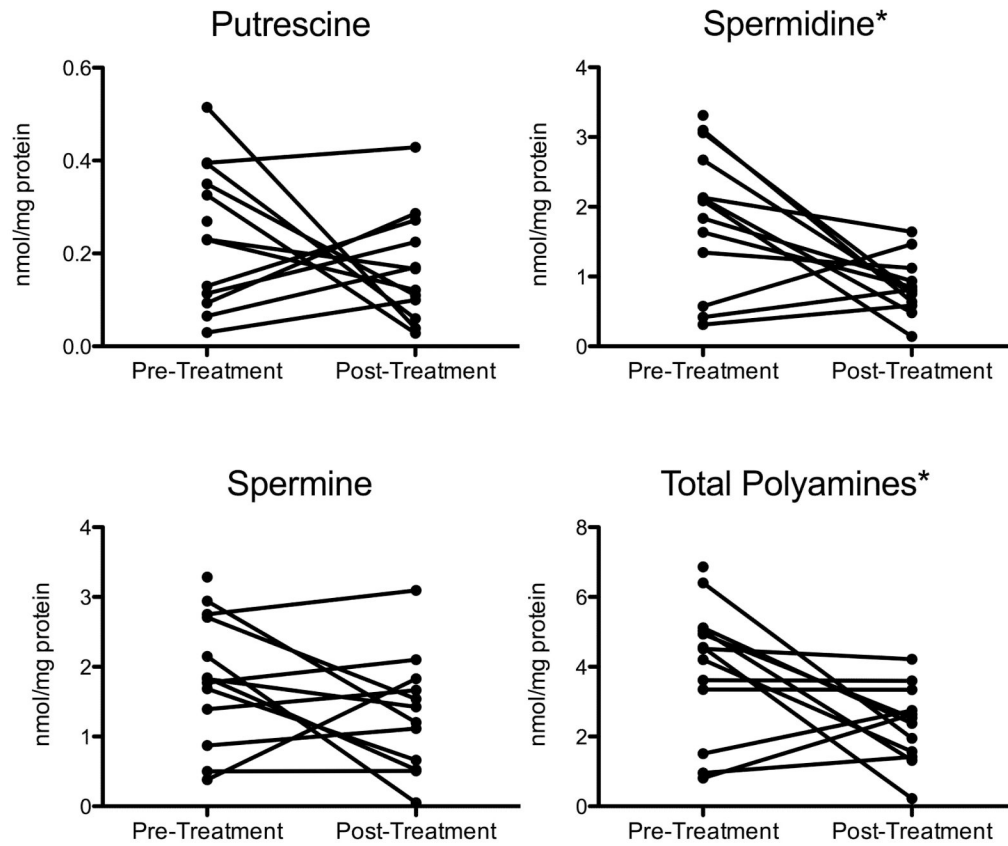 Putrescine
nmol/mg protein
0.6
0.4
0.2
0.0
Pre-Treatment Post-Treatment
Spermidine*
nmol/mg protein
4
3
2
1
0
Pre-Treatment Post-Treatment
Spermine
nmol/mg protein
4
3
2
1
0
Pre-Treatment Post-Treatment
Total Polyamines*
nmol/mg protein
8
6
4
2
0
Pre-Treatment Post-Treatment